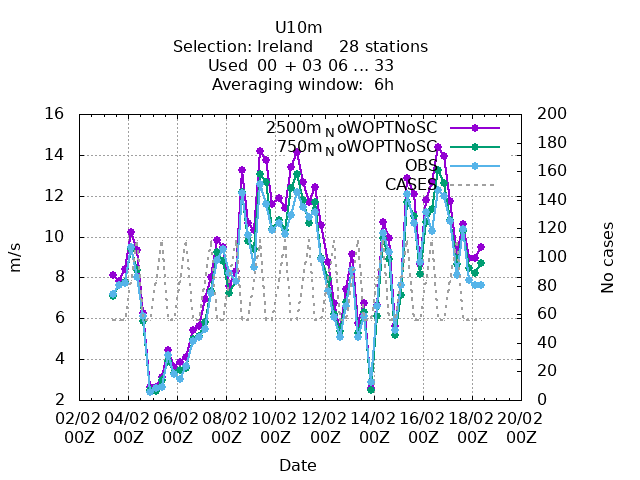 U10m
Selection: Ireland 28 stations
Used 00 + 03 06 ... 33
Averaging window: 6h
2500mNoWOPTNoSC
750mNoWOPTNoSC
OBS
CASES
m/s
16
14
12
10
8
6
4
2
No cases
200
180
160
140
120
100
80
60
40
20
0
02/02 04/02 06/02 08/02 10/02 12/02 14/02 16/02 18/02 20/02
00Z 00Z 00Z 00Z 00Z 00Z 00Z 00Z 00Z 00Z
Date